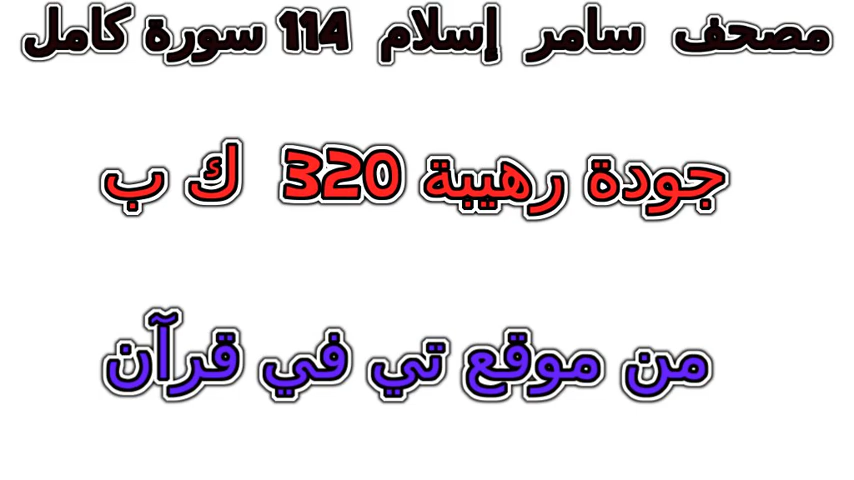 مصحف سامر إسلام 114 سورة كامل
جودة رهيبة 320 ك ب
من موقع تي في قرآن